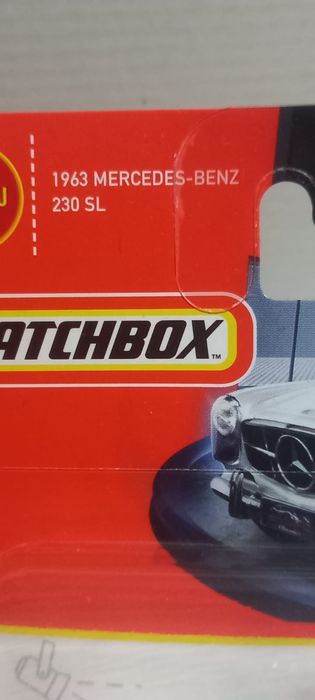 1963 MERCEDES-BENZ
230 SL
ATCHBOX™